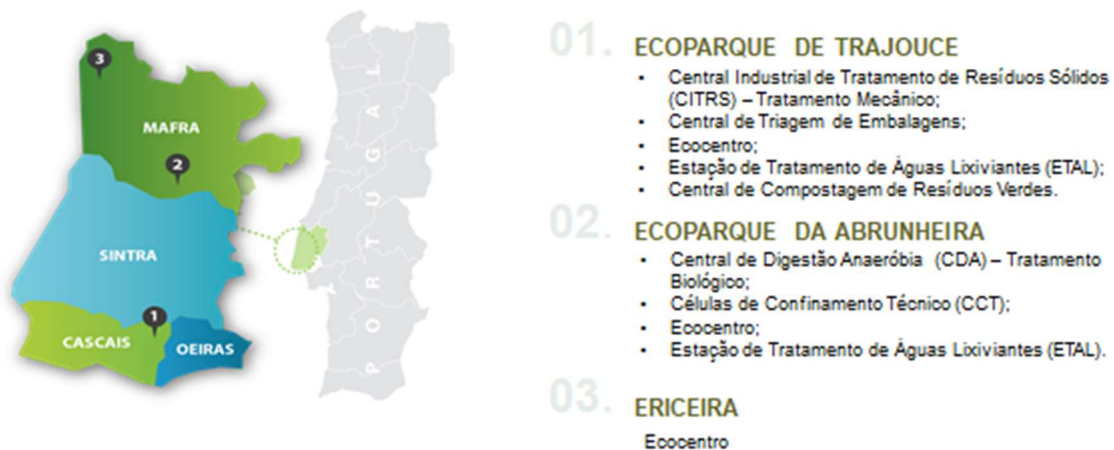 3
MAFRA
2
SINTRA
1
CASCAIS
OEIRAS
PORTUGAL
01. ECOPARQUE DE TRAJOUCE
• Central Industrial de Tratamento de Resíduos Sólidos
(CITRS) – Tratamento Mecânico;
• Central de Triagem de Embalagens;
• Ecocentro;
• Estação de Tratamento de Águas Lixiviantes (ETAL);
• Central de Compostagem de Resíduos Verdes.
02. ECOPARQUE DA ABRUNHEIRA
• Central de Digestão Anaeróbia (CDA) – Tratamento
Biológico;
• Células de Confinamento Técnico (CCT);
• Ecocentro;
• Estação de Tratamento de Águas Lixiviantes (ETAL).
03. ERICEIRA
Ecocentro